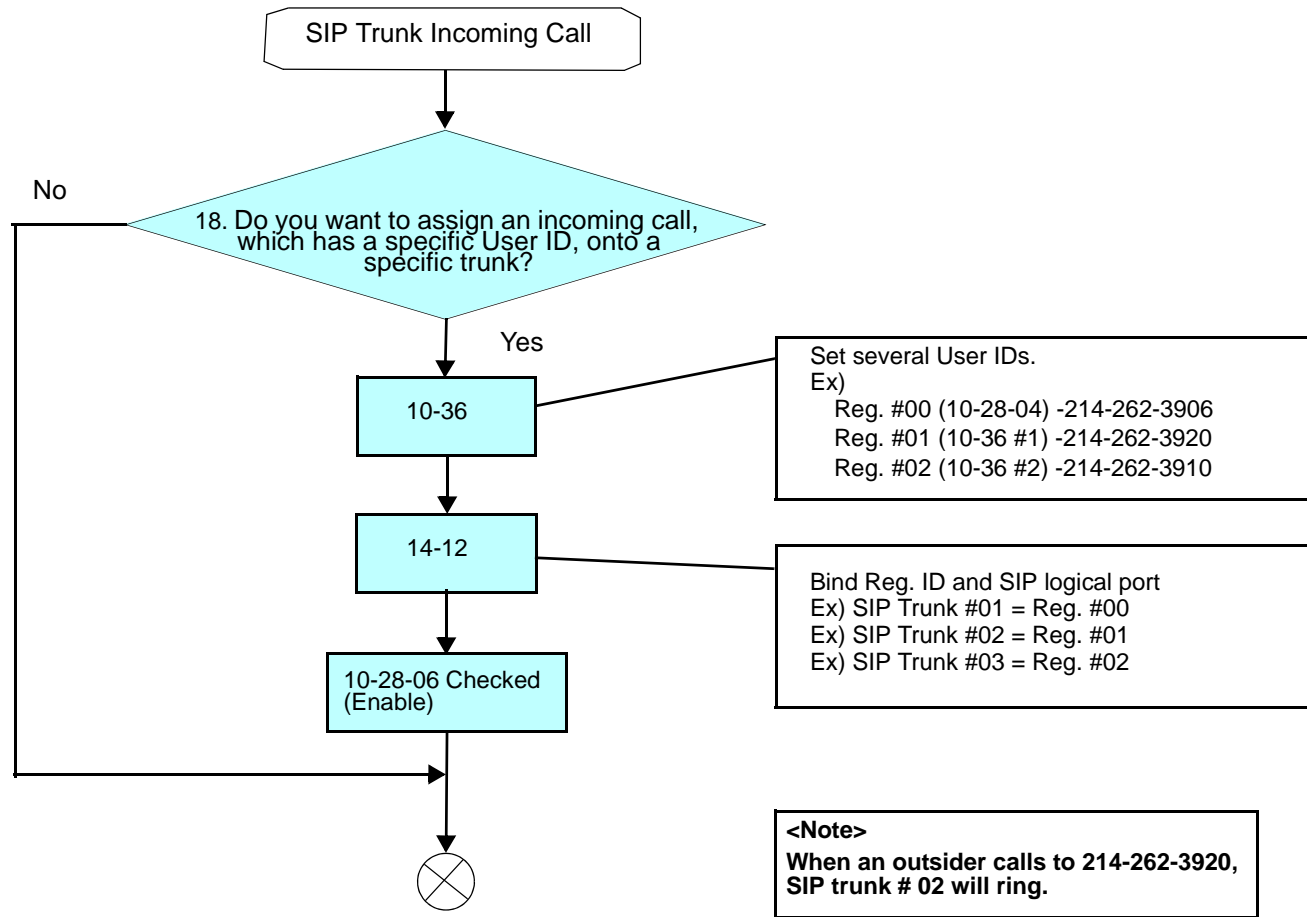 SIP Trunk Incoming Call
No
18. Do you want to assign an incoming call,
which has a specific User ID, onto a
specific trunk?
Yes
10-36
Set several User IDs.
Ex)
Reg. #00 (10-28-04) -214-262-3906
Reg. #01 (10-36 #1) -214-262-3920
Reg. #02 (10-36 #2) -214-262-3910
14-12
Bind Reg. ID and SIP logical port
Ex) SIP Trunk #01 = Reg. #00
Ex) SIP Trunk #02 = Reg. #01
Ex) SIP Trunk #03 = Reg. #02
10-28-06 Checked
(Enable)
<Note>
When an outsider calls to 214-262-3920,
SIP trunk # 02 will ring.